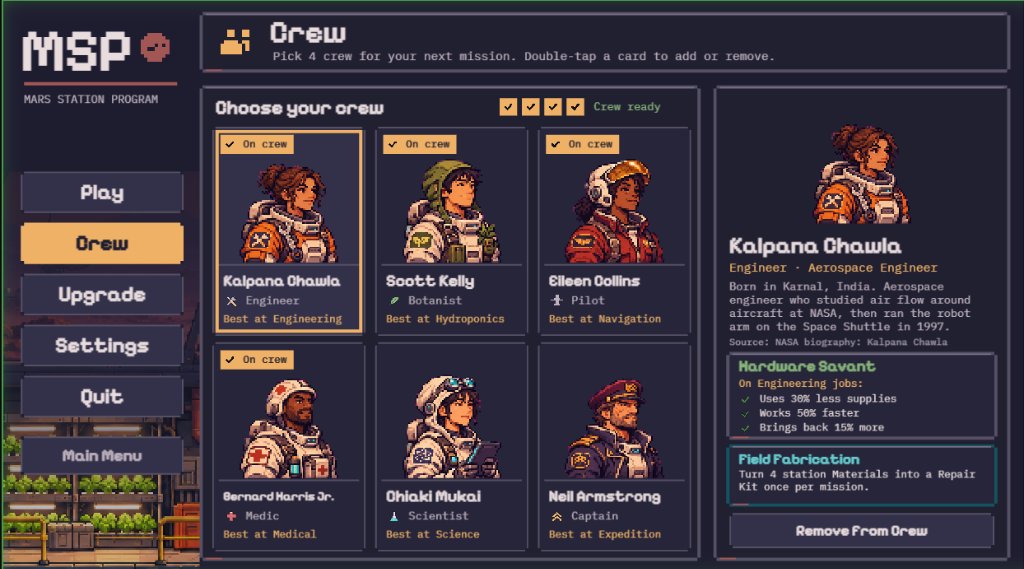 MSP
MARS STATION PROGRAM
Play
Crew
Upgrade
Settings
Quit
Main Menu
Crew
Pick 4 crew for your next mission. Double-tap a card to add or remove.
Choose your crew
Crew ready
On crew
Kalpana Chawla
Engineer
Best at Engineering
On crew
Scott Kelly
Botanist
Best at Hydroponics
On crew
Eileen Collins
Pilot
Best at Navigation
On crew
Bernard Harris Jr.
Medic
Best at Medical
Chiaki Mukai
Scientist
Best at Science
Neil Armstrong
Captain
Best at Expedition
Kalpana Chawla
Engineer · Aerospace Engineer
Born in Karnal, India. Aerospace
engineer who studied air flow around
aircraft at NASA, then ran the robot
arm on the Space Shuttle in 1997.
Source: NASA biography: Kalpana Chawla
Hardware Savant
On Engineering jobs:
Uses 30% less supplies
Works 50% faster
Brings back 15% more
Field Fabrication
Turn 4 station Materials into a Repair
Kit once per mission.
Remove From Crew